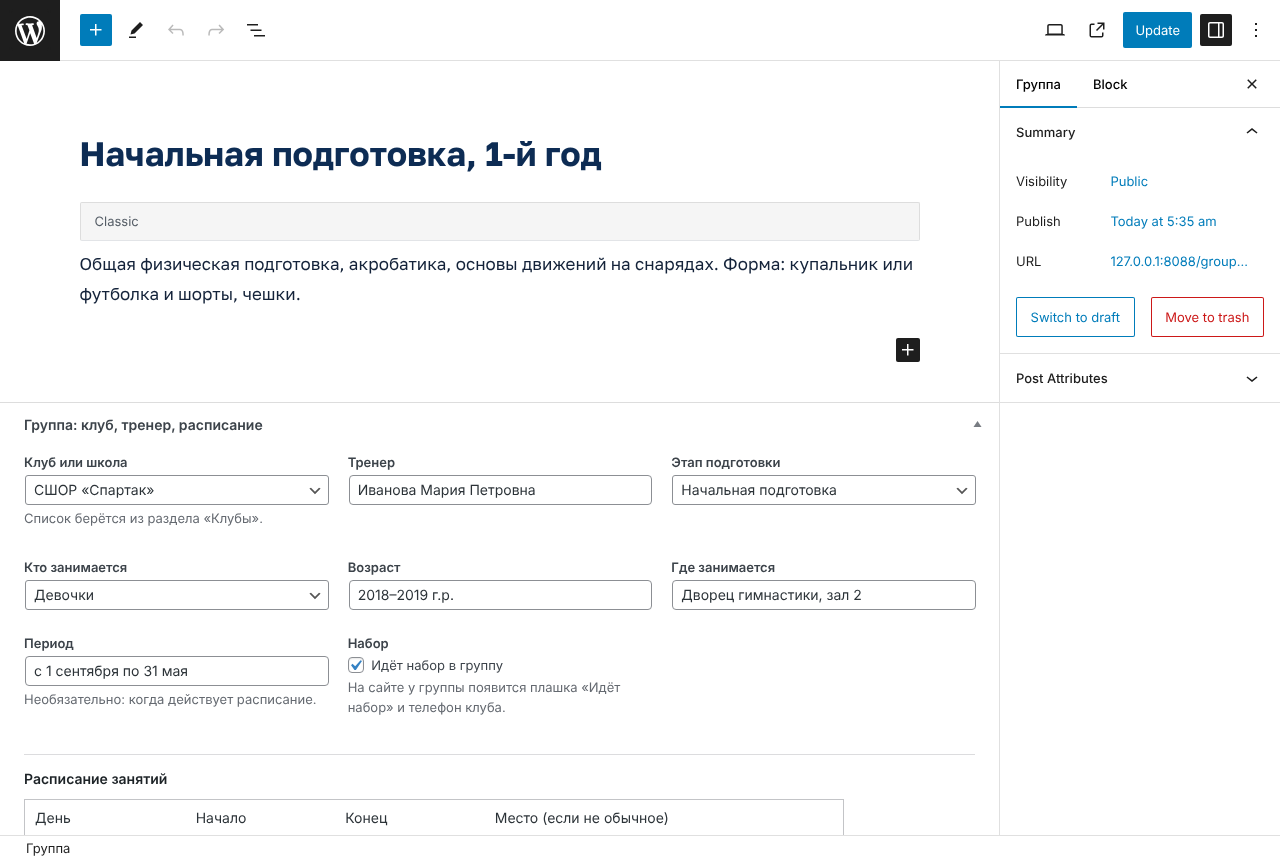 Update
Группа
Block
Summary
Visibility
Public
Publish
Today at 5:35 am
URL
127.0.0.1:8088/group...
Switch to draft
Move to trash
Post Attributes
Начальная подготовка, 1-й год
Classic
Общая физическая подготовка, акробатика, основы движений на снарядах. Форма: купальник или
футболка и шорты, чешки.
Группа: клуб, тренер, расписание
Клуб или школа
Тренер
Этап подготовки
СШОР «Спартак»
Иванова Мария Петровна
Начальная подготовка
Список берётся из раздела «Клубы».
Кто занимается
Возраст
Где занимается
Девочки
2018–2019 г.р.
Дворец гимнастики, зал 2
Период
Набор
с 1 сентября по 31 мая
Идёт набор в группу
Необязательно: когда действует расписание.
На сайте у группы появится плашка «Идёт
набор» и телефон клуба.
Расписание занятий
День
Начало
Конец
Место (если не обычное)
Группа